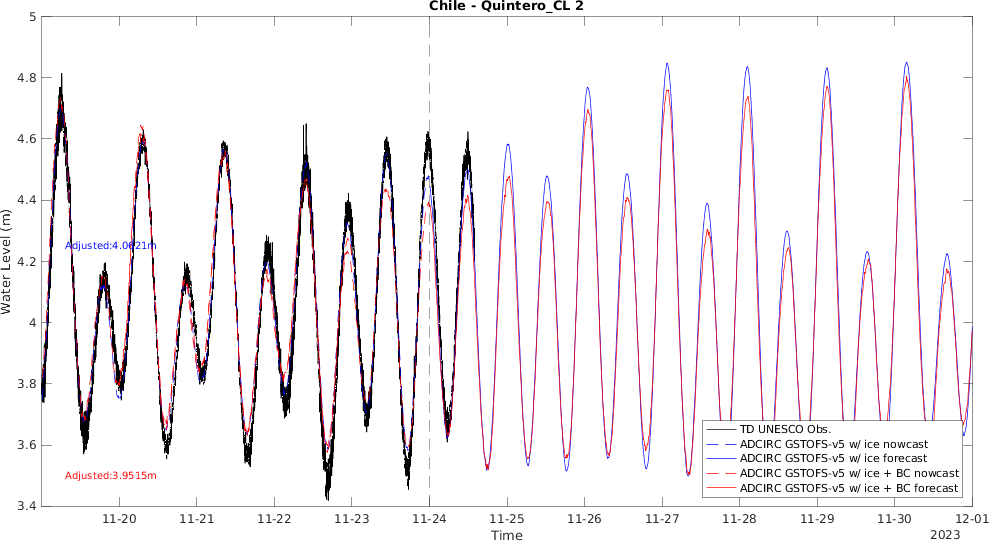 Chile - Quintero_CL 2
Water Level (m)
5
4.8
4.6
4.4
4.2
4
3.8
3.6
3.4
Adjusted:4.0621m
Adjusted:3.9515m
TD UNESCO Obs.
ADCIRC GSTOFS-v5 w/ ice nowcast
ADCIRC GSTOFS-v5 w/ ice forecast
ADCIRC GSTOFS-v5 w/ ice + BC nowcast
ADCIRC GSTOFS-v5 w/ ice + BC forecast
11-20 11-21 11-22 11-23 11-24 11-25 11-26 11-27 11-28 11-29 11-30 12-01
Time
2023